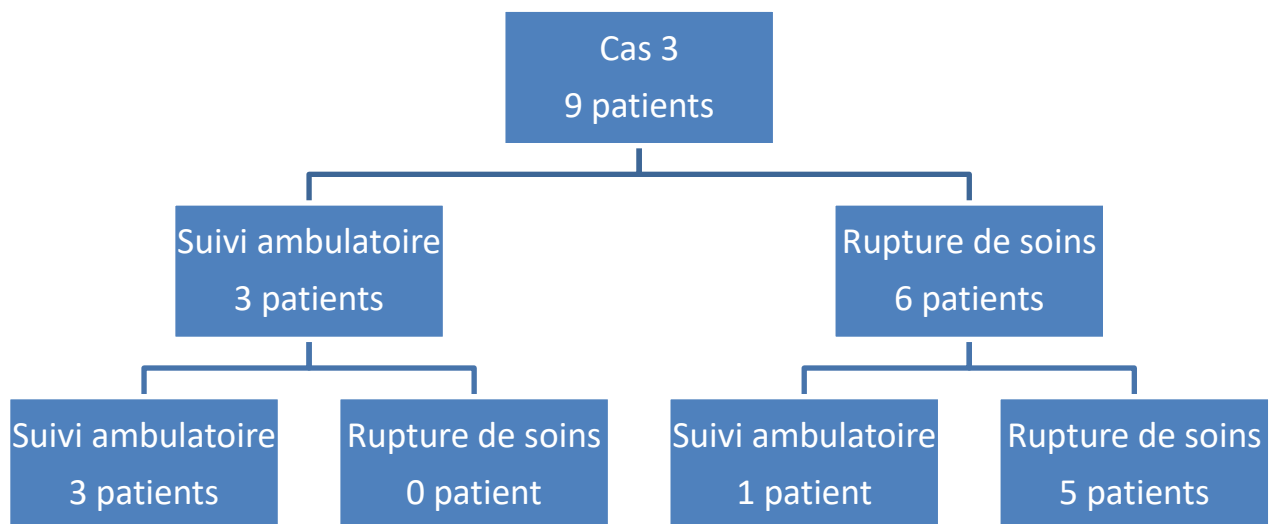 Cas 3
9 patients
Suivi ambulatoire
3 patients
Rupture de soins
6 patients
Suivi ambulatoire
3 patients
Rupture de soins
0 patient
Suivi ambulatoire
1 patient
Rupture de soins
5 patients